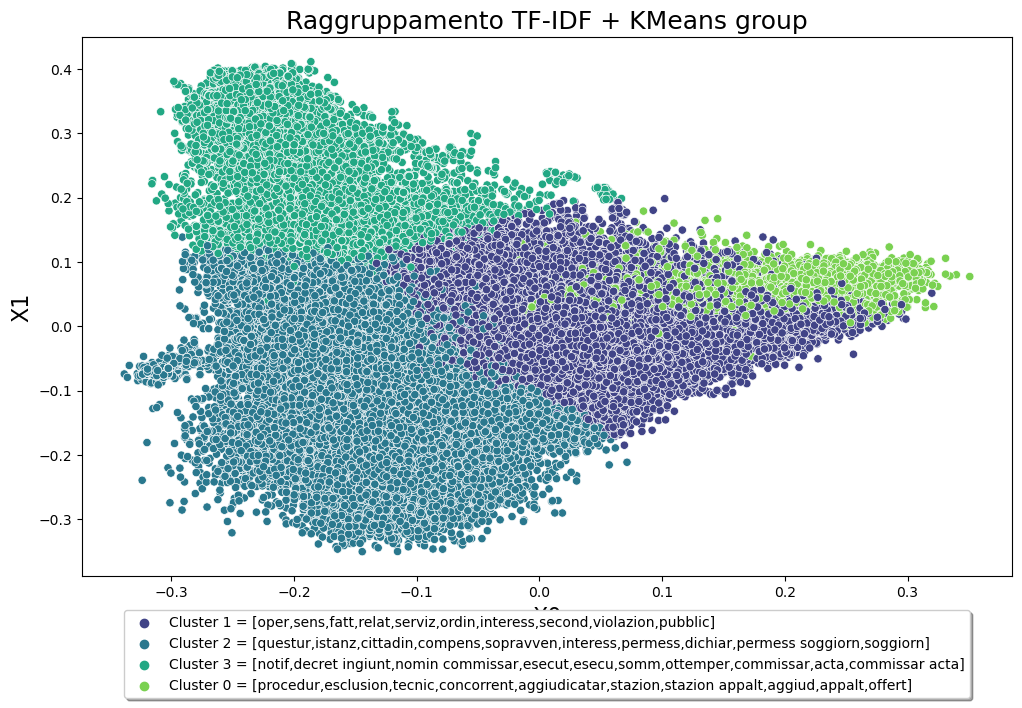 Raggruppamento TF-IDF + KMeans group
0.4
0.3
0.2
0.1
0.0
−0.1
−0.2
−0.3
X1
−0.3
−0.2
−0.1
0.0
0.1
0.2
0.3
Cluster 1 = [oper,sens,fatt,relat,serviz,ordin,interess,second,violazion,pubblic]
Cluster 2 = [questur,istanz,cittadin,compens,sopravven,interess,permess,dichiar,permess soggiorn,soggiorn]
Cluster 3 = [notif,decret ingiunt,nomin commissar,esecut,esecu,somm,ottemper,commissar,acta,commissar acta]
Cluster 0 = [procedur,esclusion,tecnic,concorrent,aggiudicatar,stazion,stazion appalt,aggiud,appalt,offert]